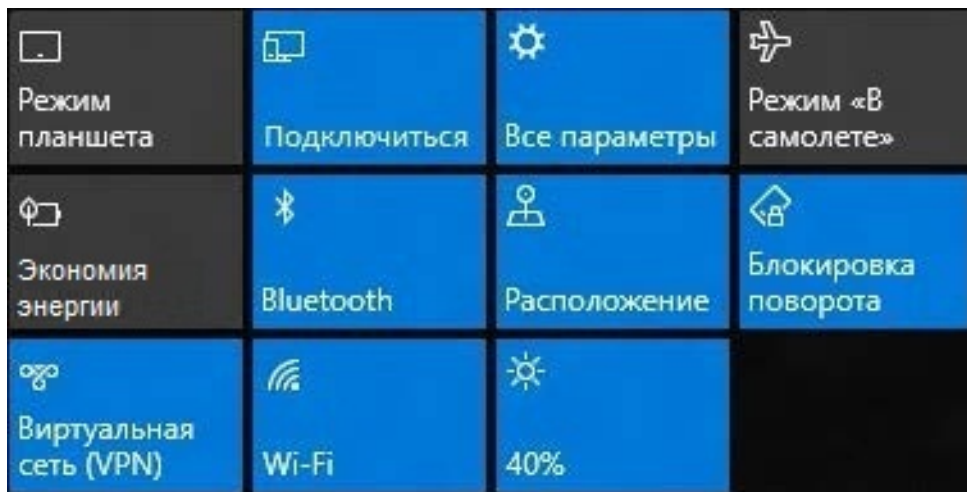 Режим
планшета
Подключиться
Все параметры
Режим «В
самолете»
Экономия
энергии
Bluetooth
Расположение
Блокировка
поворота
Виртуальная
сеть (VPN)
Wi-Fi
40%